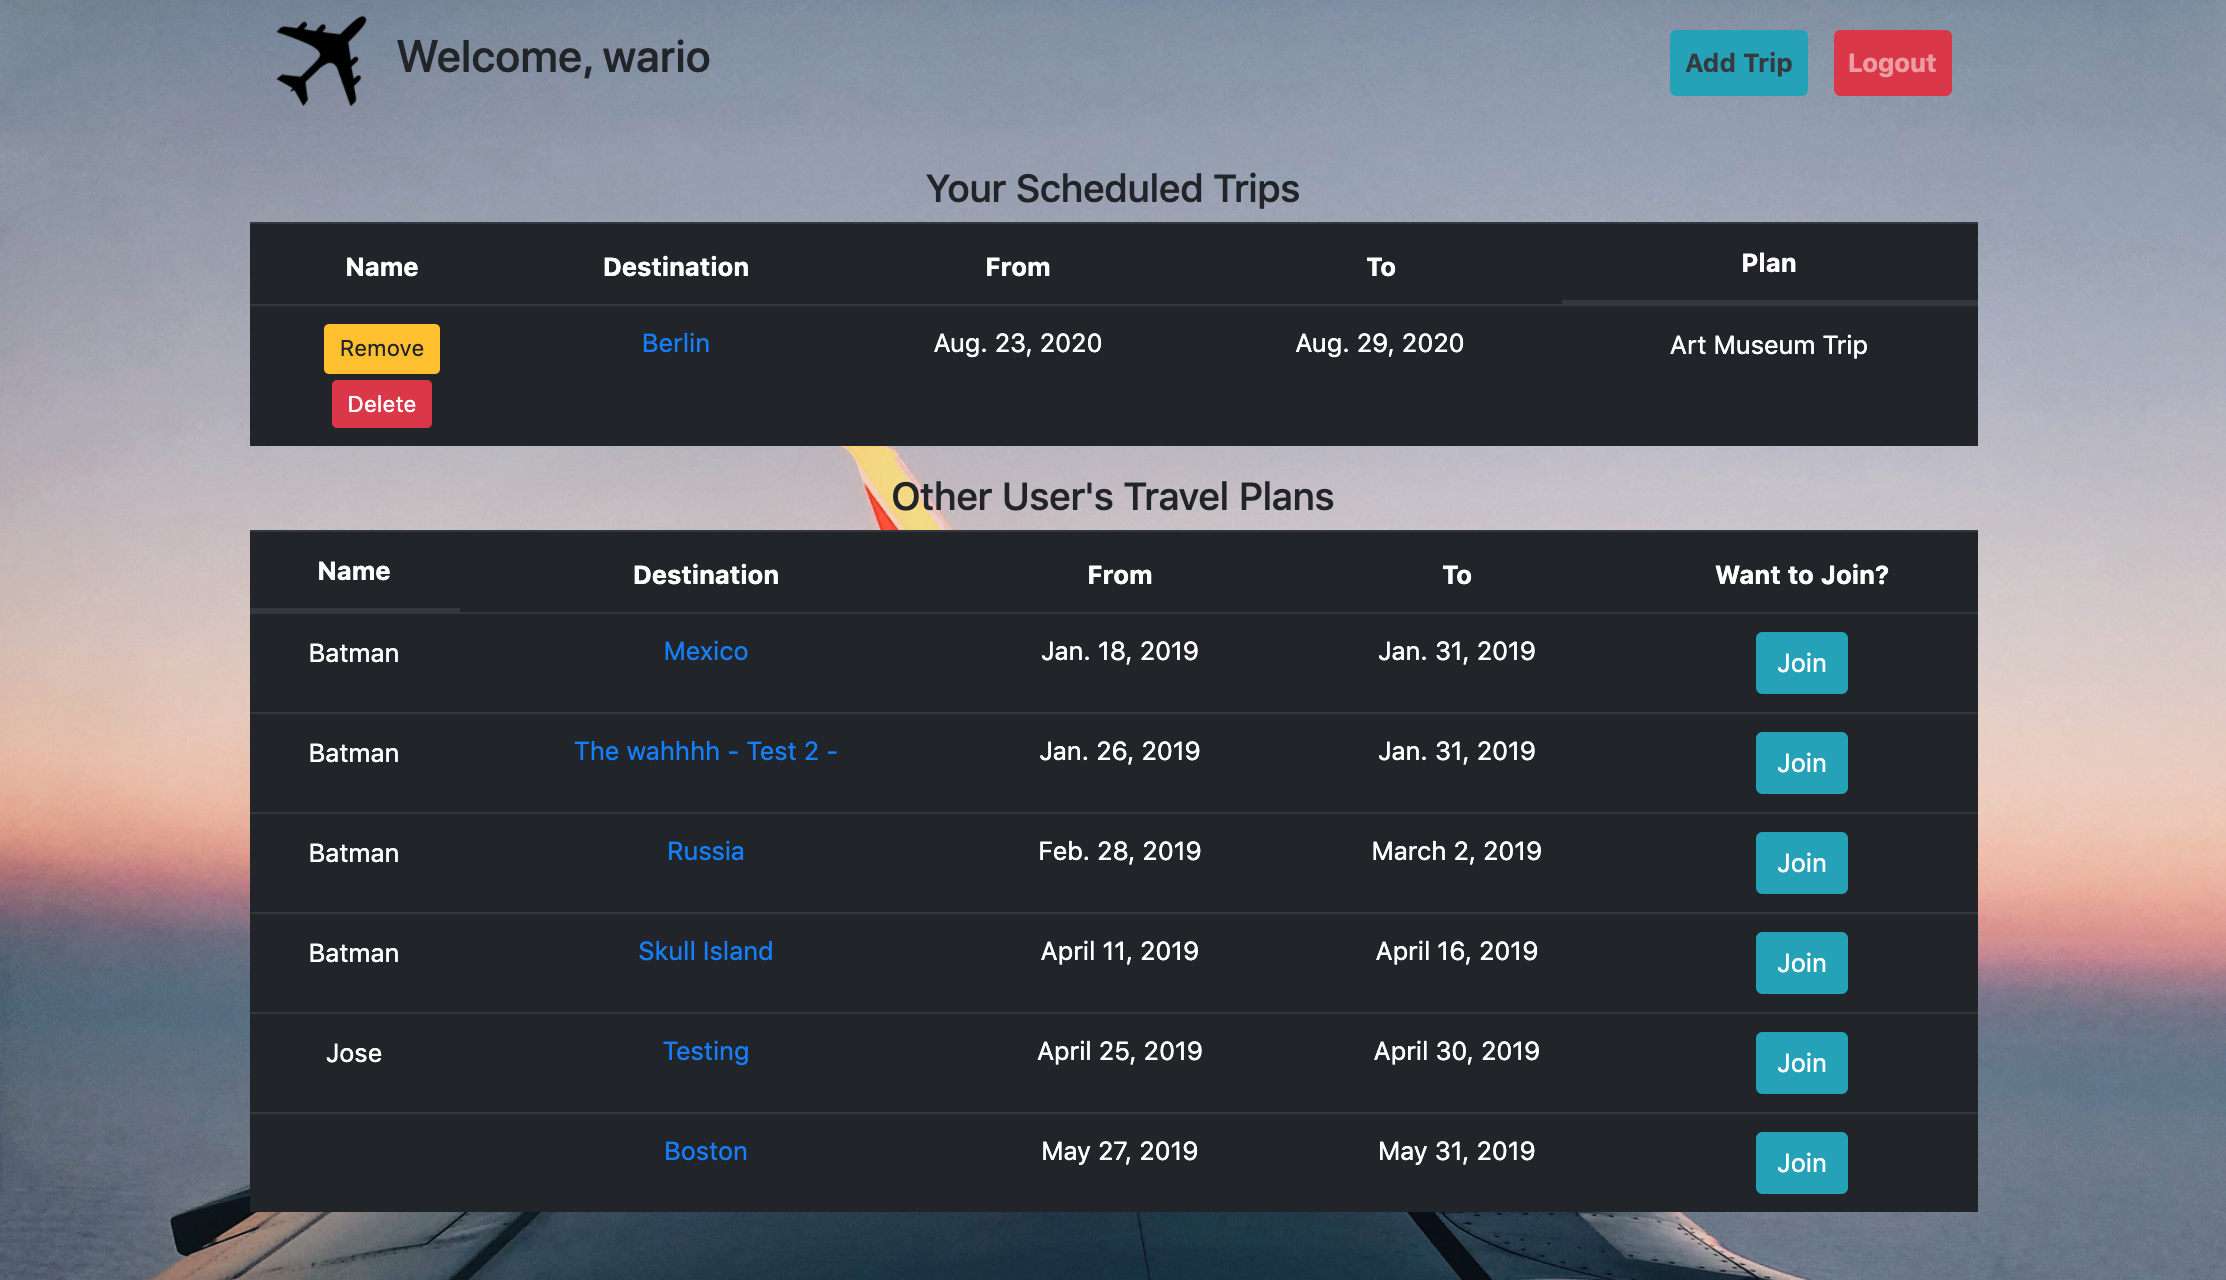 Welcome, wario
Add Trip
Logout
Your Scheduled Trips
Name Destination From To Plan
Remove Berlin Aug. 23, 2020 Aug. 29, 2020 Art Museum Trip
Delete
Other User's Travel Plans
Name Destination From To Want to Join?
Batman Mexico Jan. 18, 2019 Jan. 31, 2019 Join
Batman The wahhhh - Test 2 - Jan. 26, 2019 Jan. 31, 2019 Join
Batman Russia Feb. 28, 2019 March 2, 2019 Join
Batman Skull Island April 11, 2019 April 16, 2019 Join
Jose Testing April 25, 2019 April 30, 2019 Join
Boston May 27, 2019 May 31, 2019 Join